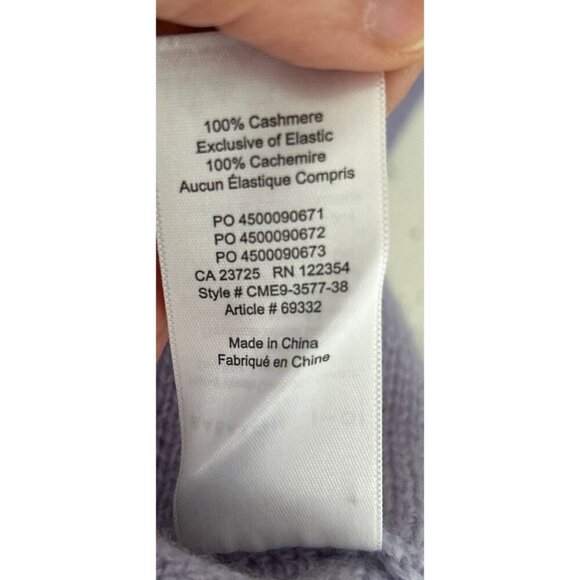 100% Cashmere
Exclusive of Elastic
100% Cachemire
Aucun Élastique Compris
PO 4500090671
PO 4500090672
PO 4500090673
CA 23725 RN 122354
Style # CME9-3577-38
Article # 69332
Made in China
Fabriqué en Chine